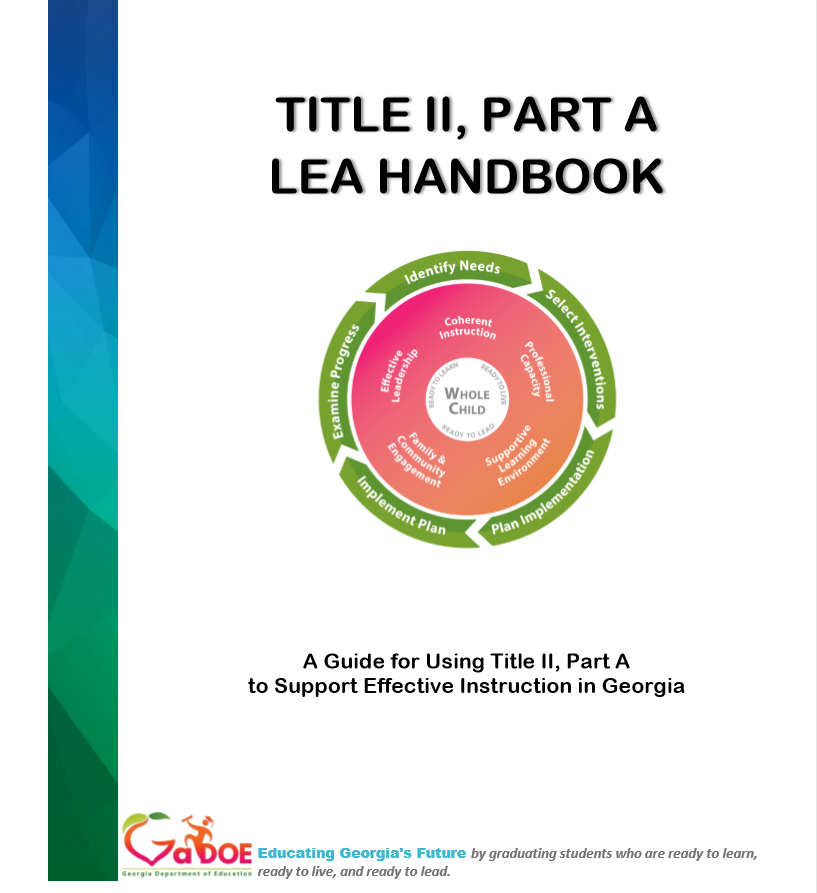 TITLE II, PART A
LEA HANDBOOK
Identify Needs
Select Interventions
Plan Implementation
Implement Plan
Examine Progress
Coherent
Instruction
Professional
Capacity
Supportive
Learning
Environment
Family &
Community
Engagement
Effective
Leadership
READY TO LEARN
READY TO LIVE
READY TO LEAD
WHOLE
CHILD
A Guide for Using Title II, Part A
to Support Effective Instruction in Georgia
GaDOE
Georgia Department of Education
Educating Georgia's Future by graduating students who are ready to learn,
ready to live, and ready to lead.